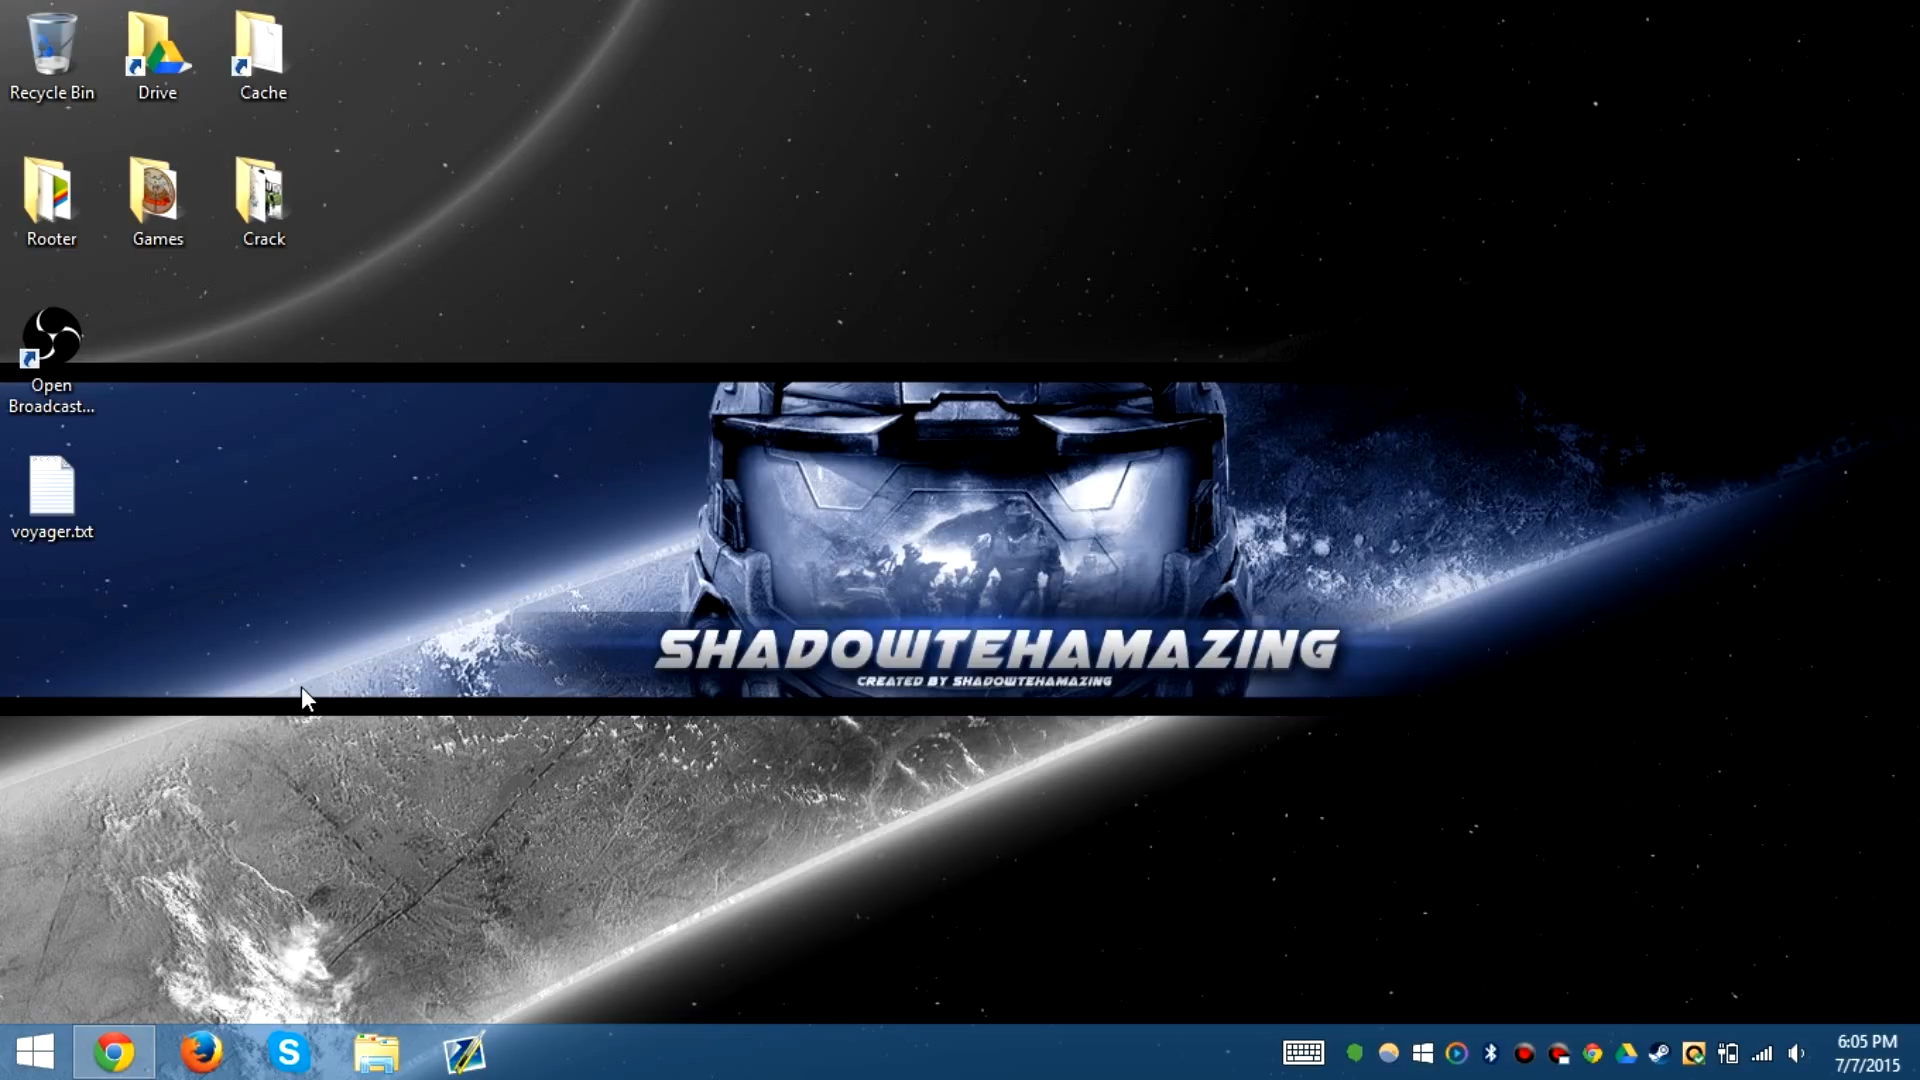 Recycle Bin
Drive
Cache
Rooter
Games
Crack
Open
Broadcast...
voyager.txt
SHADOWTEHAMAZING
CREATED BY SHADOWTEHAMAZING
6:05 PM
7/7/2015